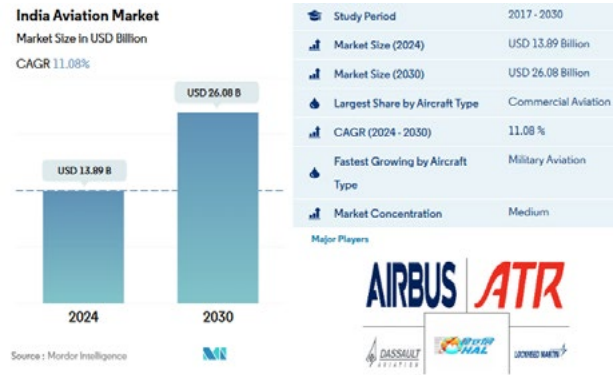 India Aviation Market
Market Size in USD Billion
CAGR 11.08%
USD 26.08 B
USD 13.89 B
2024
2030
Source : Mordor Intelligence
Study Period 2017 - 2030
Market Size (2024) USD 13.89 Billion
Market Size (2030) USD 26.08 Billion
Largest Share by Aircraft Type Commercial Aviation
CAGR (2024 - 2030) 11.08 %
Fastest Growing by Aircraft Military Aviation
Type
Market Concentration Medium
Major Players
AIRBUS
ATR
DASSAULT
AVIATION
HAL
LOCKHEED MARTIN